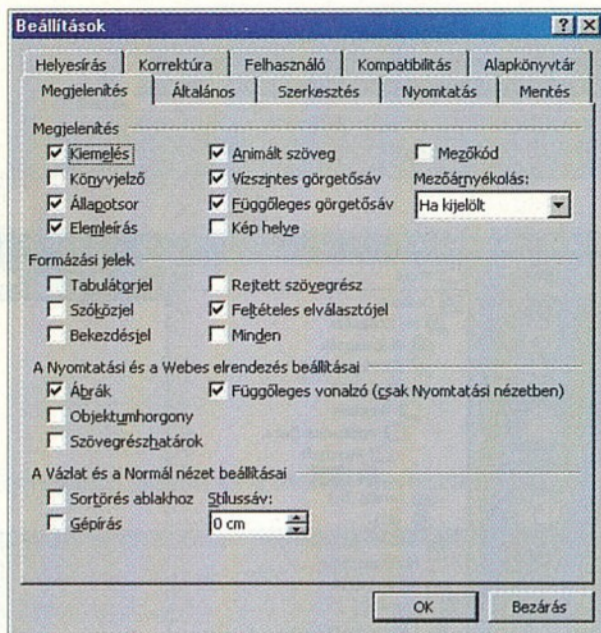 Beállítások
Helyesírás Korrektúra Felhasználó Kompatibilitás Alapkönyvtár
Megjelenítés Általános Szerkesztés Nyomtatás Mentés
Megjelenítés
Kiemelés Animált szöveg Mezőkód
Könyvjelző Vízszintes görgetősáv Mezőárnyékolás:
Állapotsor Függőleges görgetősáv Ha kijelölt
Elemleírás Kép helye
Formázási jelek
Tabulátorjel Rejtett szövegrész
Szóközjel Feltételes elválasztójel
Bekezdésjel Minden
A Nyomtatási és a Webes elrendezés beállításai
Ábrák Függőleges vonalzó (csak Nyomtatási nézetben)
Objektumhorgony
Szövegrészhatárok
A Vázlat és a Normál nézet beállításai
Sortörés ablakhoz Stílussáv:
Gépírás 0 cm
OK Bezárás